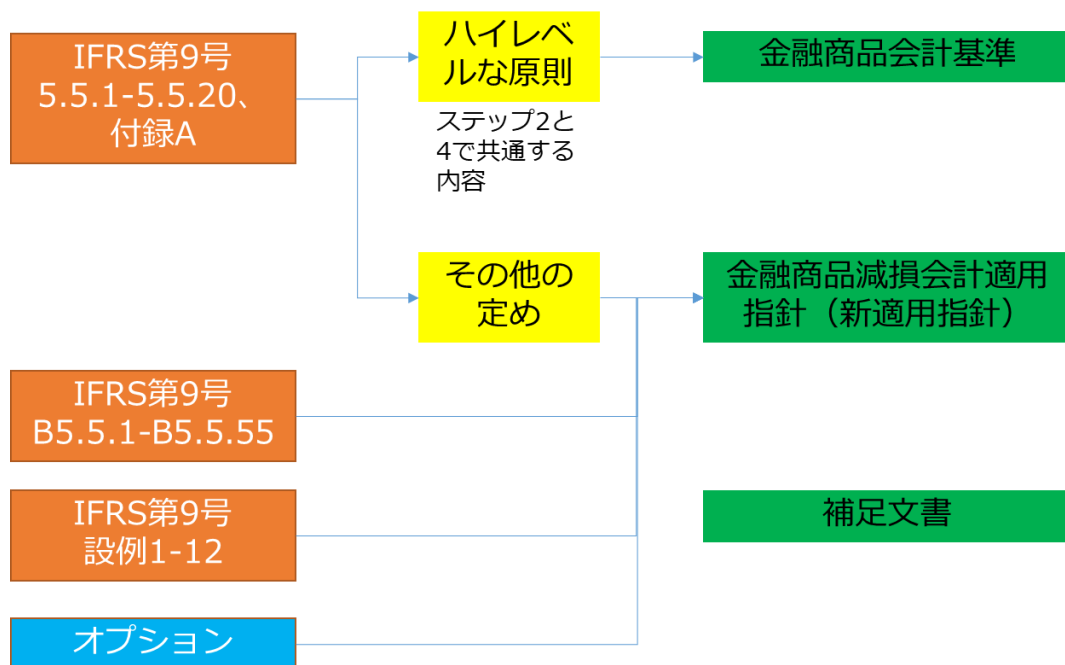 IFRS第9号
5.5.1-5.5.20、
付録A
ハイレベ
ルな原則
ステップ2と
4で共通する
内容
金融商品会計基準
その他の
定め
金融商品減損会計適用
指針（新適用指針）
IFRS第9号
B5.5.1-B5.5.55
IFRS第9号
設例1-12
補足文書
オプション